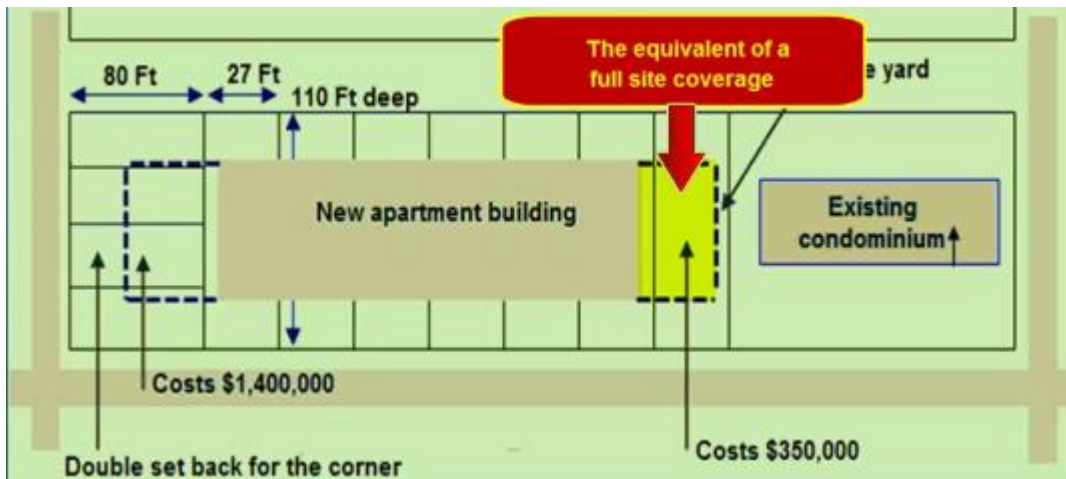 The equivalent of a
full site coverage
80 Ft
27 Ft
yard
110 Ft deep
New apartment building
Existing
condominium
Costs $1,400,000
Costs $350,000
Double set back for the corner